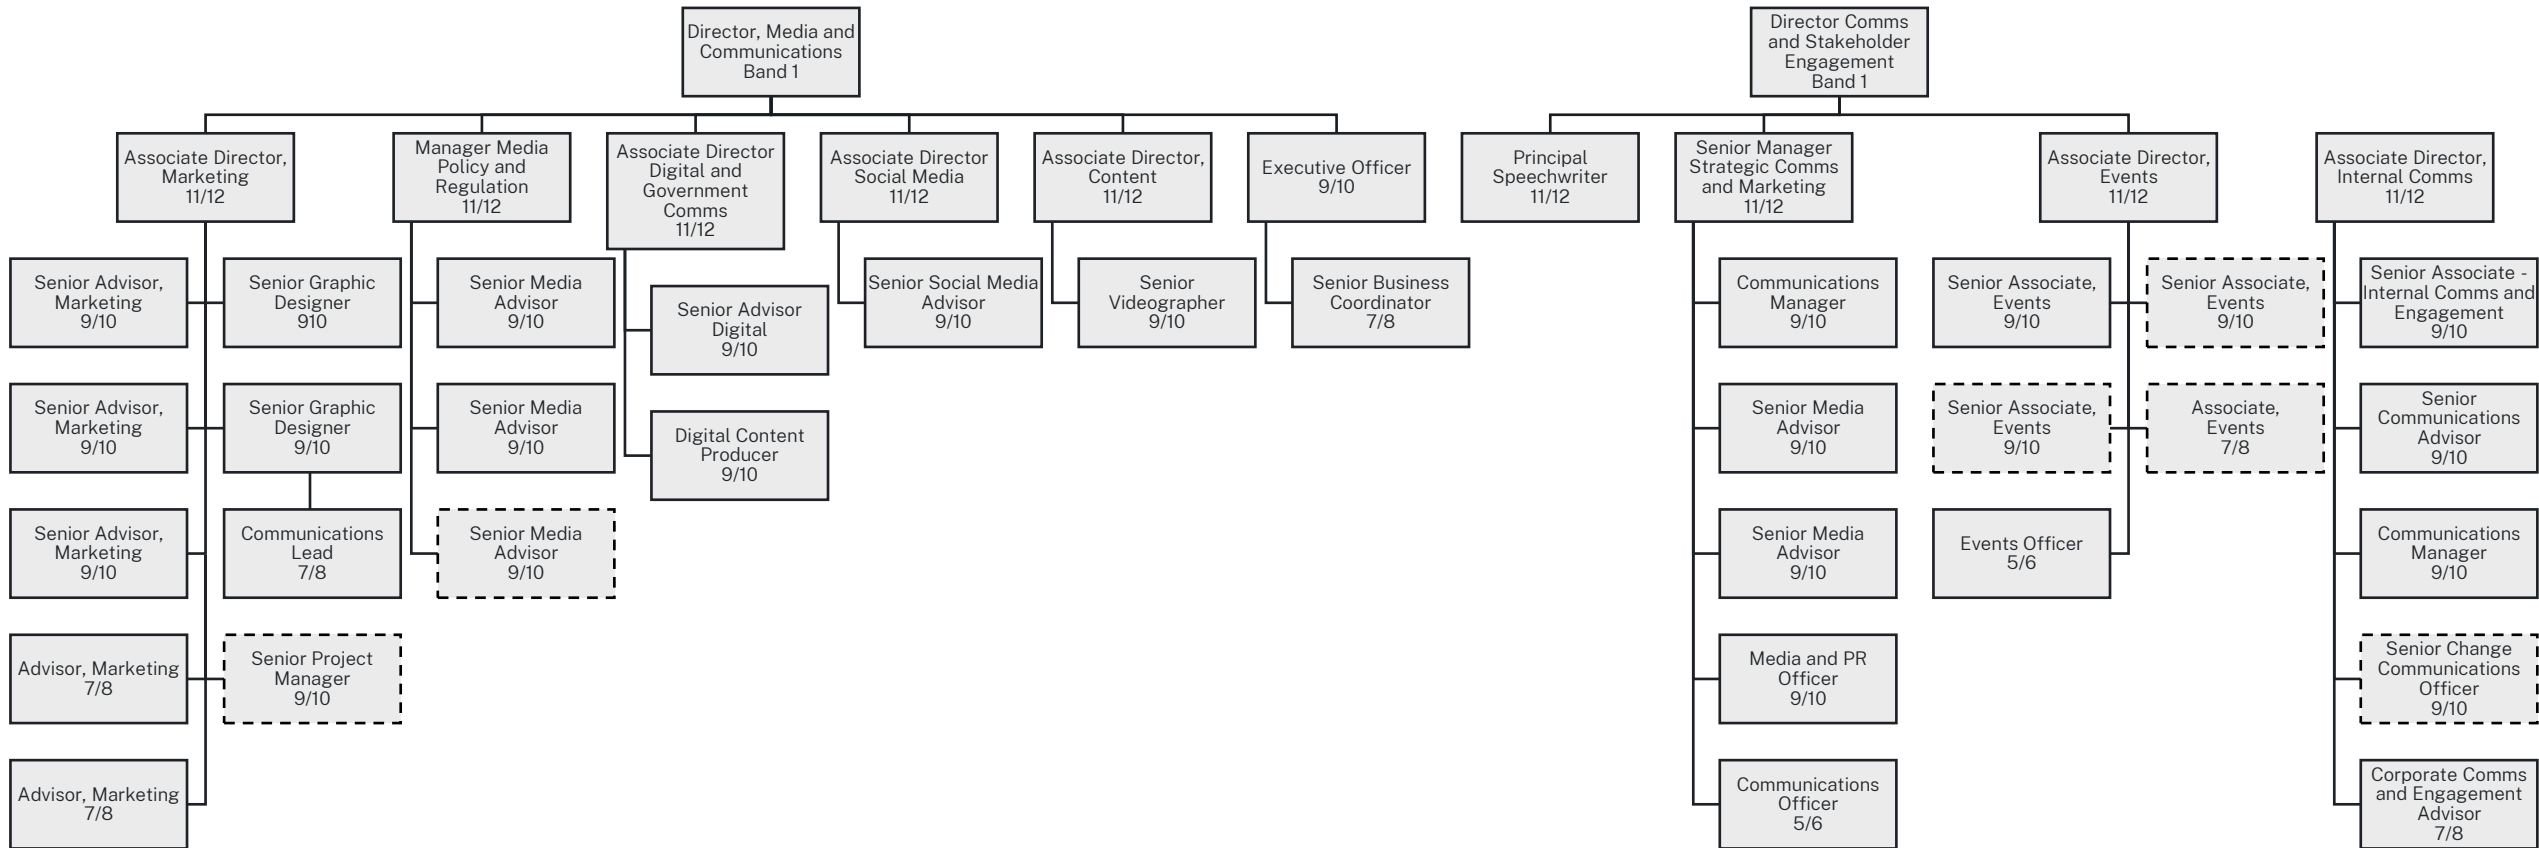 Director, Media and
Communications
Band 1
Director Comms
and Stakeholder
Engagement
Band 1
Associate Director,
Marketing
11/12
Manager Media
Policy and
Regulation
11/12
Associate Director
Digital and
Government
Comms
11/12
Associate Director
Social Media
11/12
Associate Director,
Content
11/12
Executive Officer
9/10
Principal
Speechwriter
11/12
Senior Manager
Strategic Comms
and Marketing
11/12
Associate Director,
Events
11/12
Associate Director,
Internal Comms
11/12
Senior Advisor,
Marketing
9/10
Senior Graphic
Designer
910
Senior Media
Advisor
9/10
Senior Advisor
Digital
9/10
Senior Social Media
Advisor
9/10
Senior
Videographer
9/10
Senior Business
Coordinator
7/8
Communications
Manager
9/10
Senior Associate,
Events
9/10
Senior Associate,
Events
9/10
Senior Associate -
Internal Comms and
Engagement
9/10
Senior Advisor,
Marketing
9/10
Senior Graphic
Designer
9/10
Senior Media
Advisor
9/10
Digital Content
Producer
9/10
Senior Media
Advisor
9/10
Senior Associate,
Events
9/10
Associate,
Events
7/8
Senior
Communications
Advisor
9/10
Senior Advisor,
Marketing
9/10
Communications
Lead
7/8
Senior Media
Advisor
9/10
Senior Media
Advisor
9/10
Events Officer
5/6
Communications
Manager
9/10
Advisor, Marketing
7/8
Senior Project
Manager
9/10
Media and PR
Officer
9/10
Senior Change
Communications
Officer
9/10
Advisor, Marketing
7/8
Communications
Officer
5/6
Corporate Comms
and Engagement
Advisor
7/8